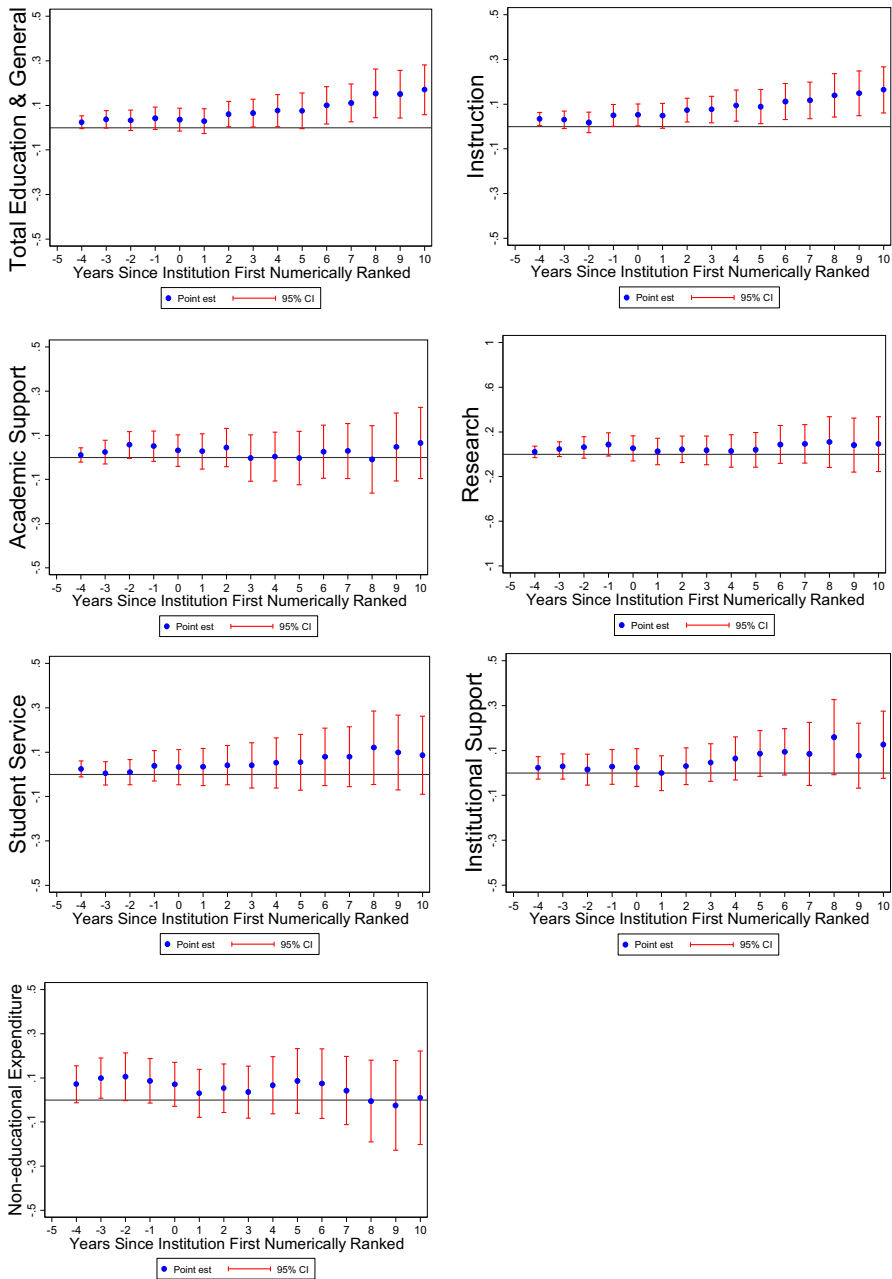 Total Education & General
.5
.3
.1
-.1
-.3
-.5
-5 -4 -3 -2 -1 0 1 2 3 4 5 6 7 8 9 10
Years Since Institution First Numerically Ranked
Point est 95% CI
Instruction
.5
.3
.1
-.1
-.3
-.5
-5 -4 -3 -2 -1 0 1 2 3 4 5 6 7 8 9 10
Years Since Institution First Numerically Ranked
Point est 95% CI
Academic Support
.5
.3
.1
-.1
-.3
-.5
-5 -4 -3 -2 -1 0 1 2 3 4 5 6 7 8 9 10
Years Since Institution First Numerically Ranked
Point est 95% CI
Research
1
.6
.2
-.2
-.6
-1
-5 -4 -3 -2 -1 0 1 2 3 4 5 6 7 8 9 10
Years Since Institution First Numerically Ranked
Point est 95% CI
Student Service
.5
.3
.1
-.1
-.3
-.5
-5 -4 -3 -2 -1 0 1 2 3 4 5 6 7 8 9 10
Years Since Institution First Numerically Ranked
Point est 95% CI
Institutional Support
.5
.3
.1
-.1
-.3
-.5
-5 -4 -3 -2 -1 0 1 2 3 4 5 6 7 8 9 10
Years Since Institution First Numerically Ranked
Point est 95% CI
Non-educational Expenditure
.5
.3
.1
-.1
-.3
-.5
-5 -4 -3 -2 -1 0 1 2 3 4 5 6 7 8 9 10
Years Since Institution First Numerically Ranked
Point est 95% CI